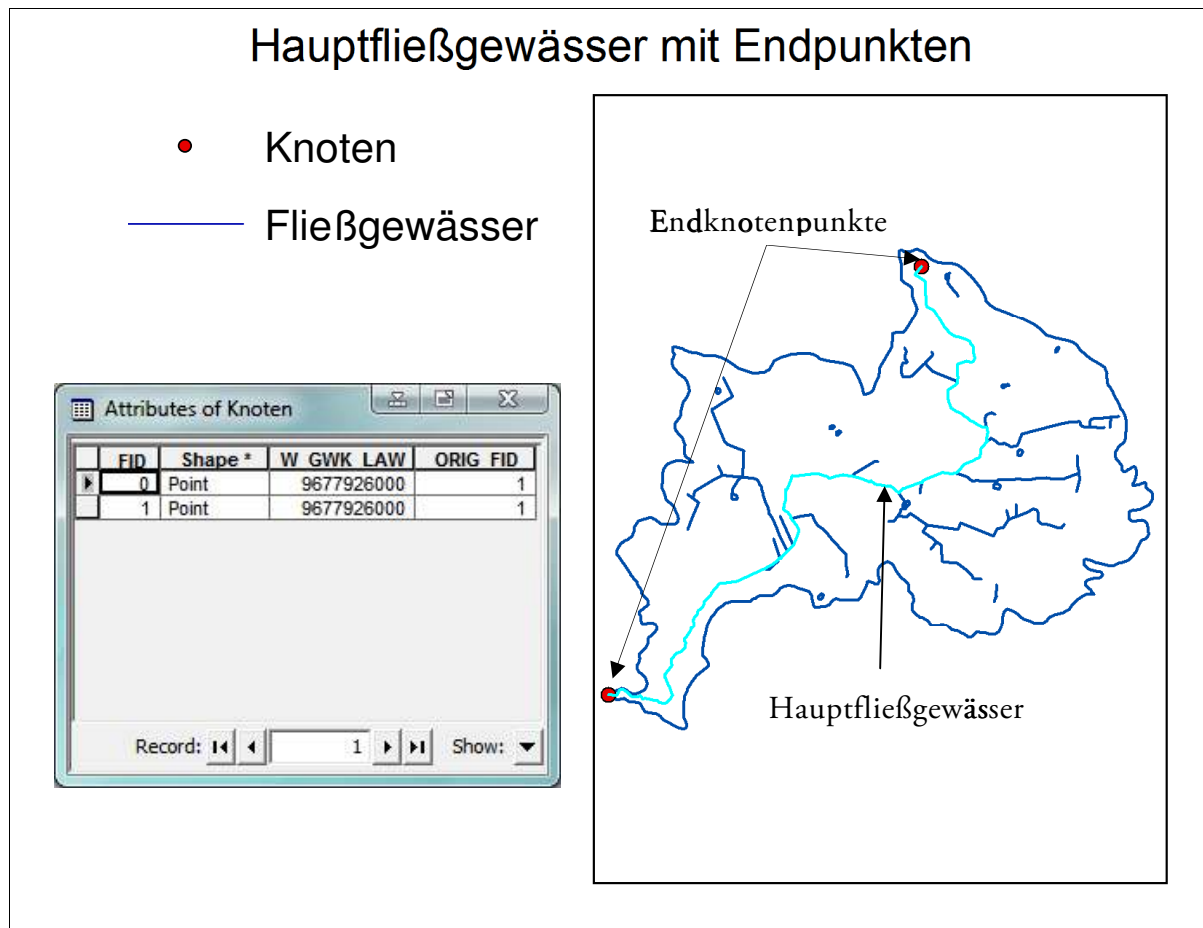 Hauptfließgewässer mit Endpunkten
Knoten
Fließgewässer
Attributes of Knoten
FID Shape * W_GWK_LAW ORIG_FID
0 Point 9677926000 1
1 Point 9677926000 1
Record: 1 Show:
Endknotenpunkte
Hauptfließgewässer